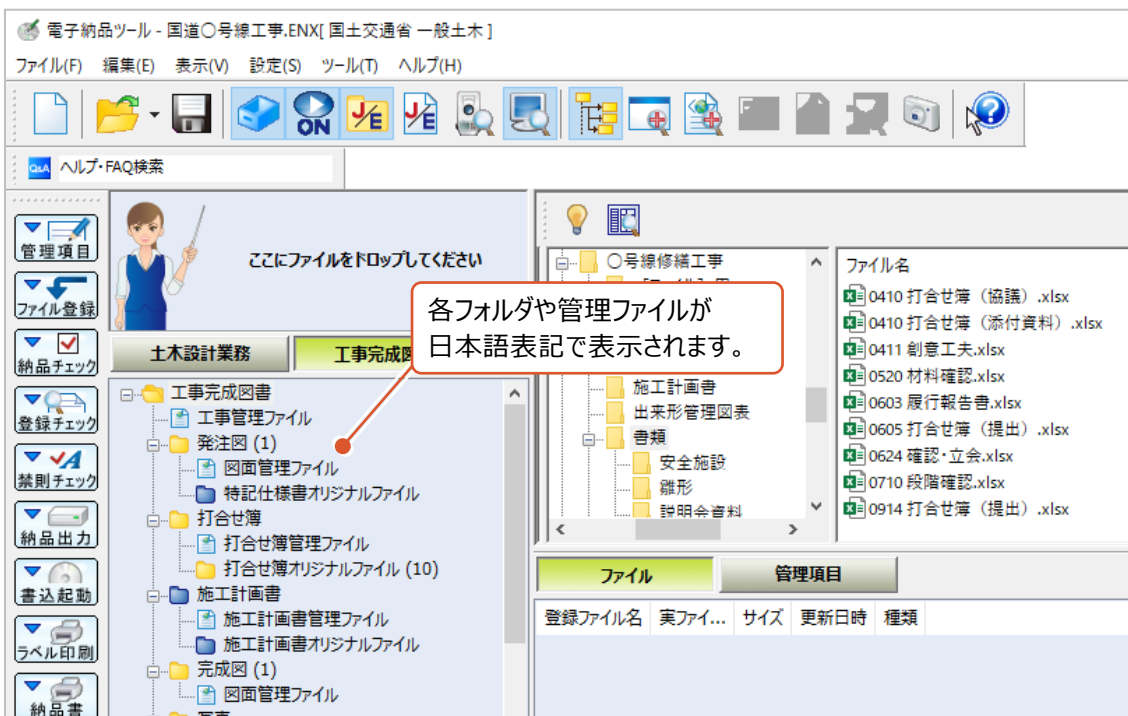 電子納品ツール - 国道〇号線工事.ENX[ 国土交通省 一般土木 ]
ファイル(F) 編集(E) 表示(V) 設定(S) ツール(T) ヘルプ(H)
ON J/E J/E
Q&A ヘルプ・FAQ検索
管理項目
ファイル登録
納品チェック
登録チェック
禁則チェック
納品出力
書込起動
ラベル印刷
納品書
ここにファイルをドロップしてください
土木設計業務 工事完成図
工事完成図書
工事管理ファイル
発注図 (1)
図面管理ファイル
特記仕様書オリジナルファイル
打合せ簿
打合せ簿管理ファイル
打合せ簿オリジナルファイル (10)
施工計画書
施工計画書管理ファイル
施工計画書オリジナルファイル
完成図 (1)
図面管理ファイル
各フォルダや管理ファイルが
日本語表記で表示されます。
〇号線修繕工事
施工計画書
出来形管理図表
書類
安全施設
雛形
説明会資料
ファイル名
0410 打合せ簿（協議）.xlsx
0410 打合せ簿（添付資料）.xlsx
0411 創意工夫.xlsx
0520 材料確認.xlsx
0603 履行報告書.xlsx
0605 打合せ簿（提出）.xlsx
0624 確認・立会.xlsx
0710 段階確認.xlsx
0914 打合せ簿（提出）.xlsx
ファイル 管理項目
登録ファイル名 実ファイ... サイズ 更新日時 種類